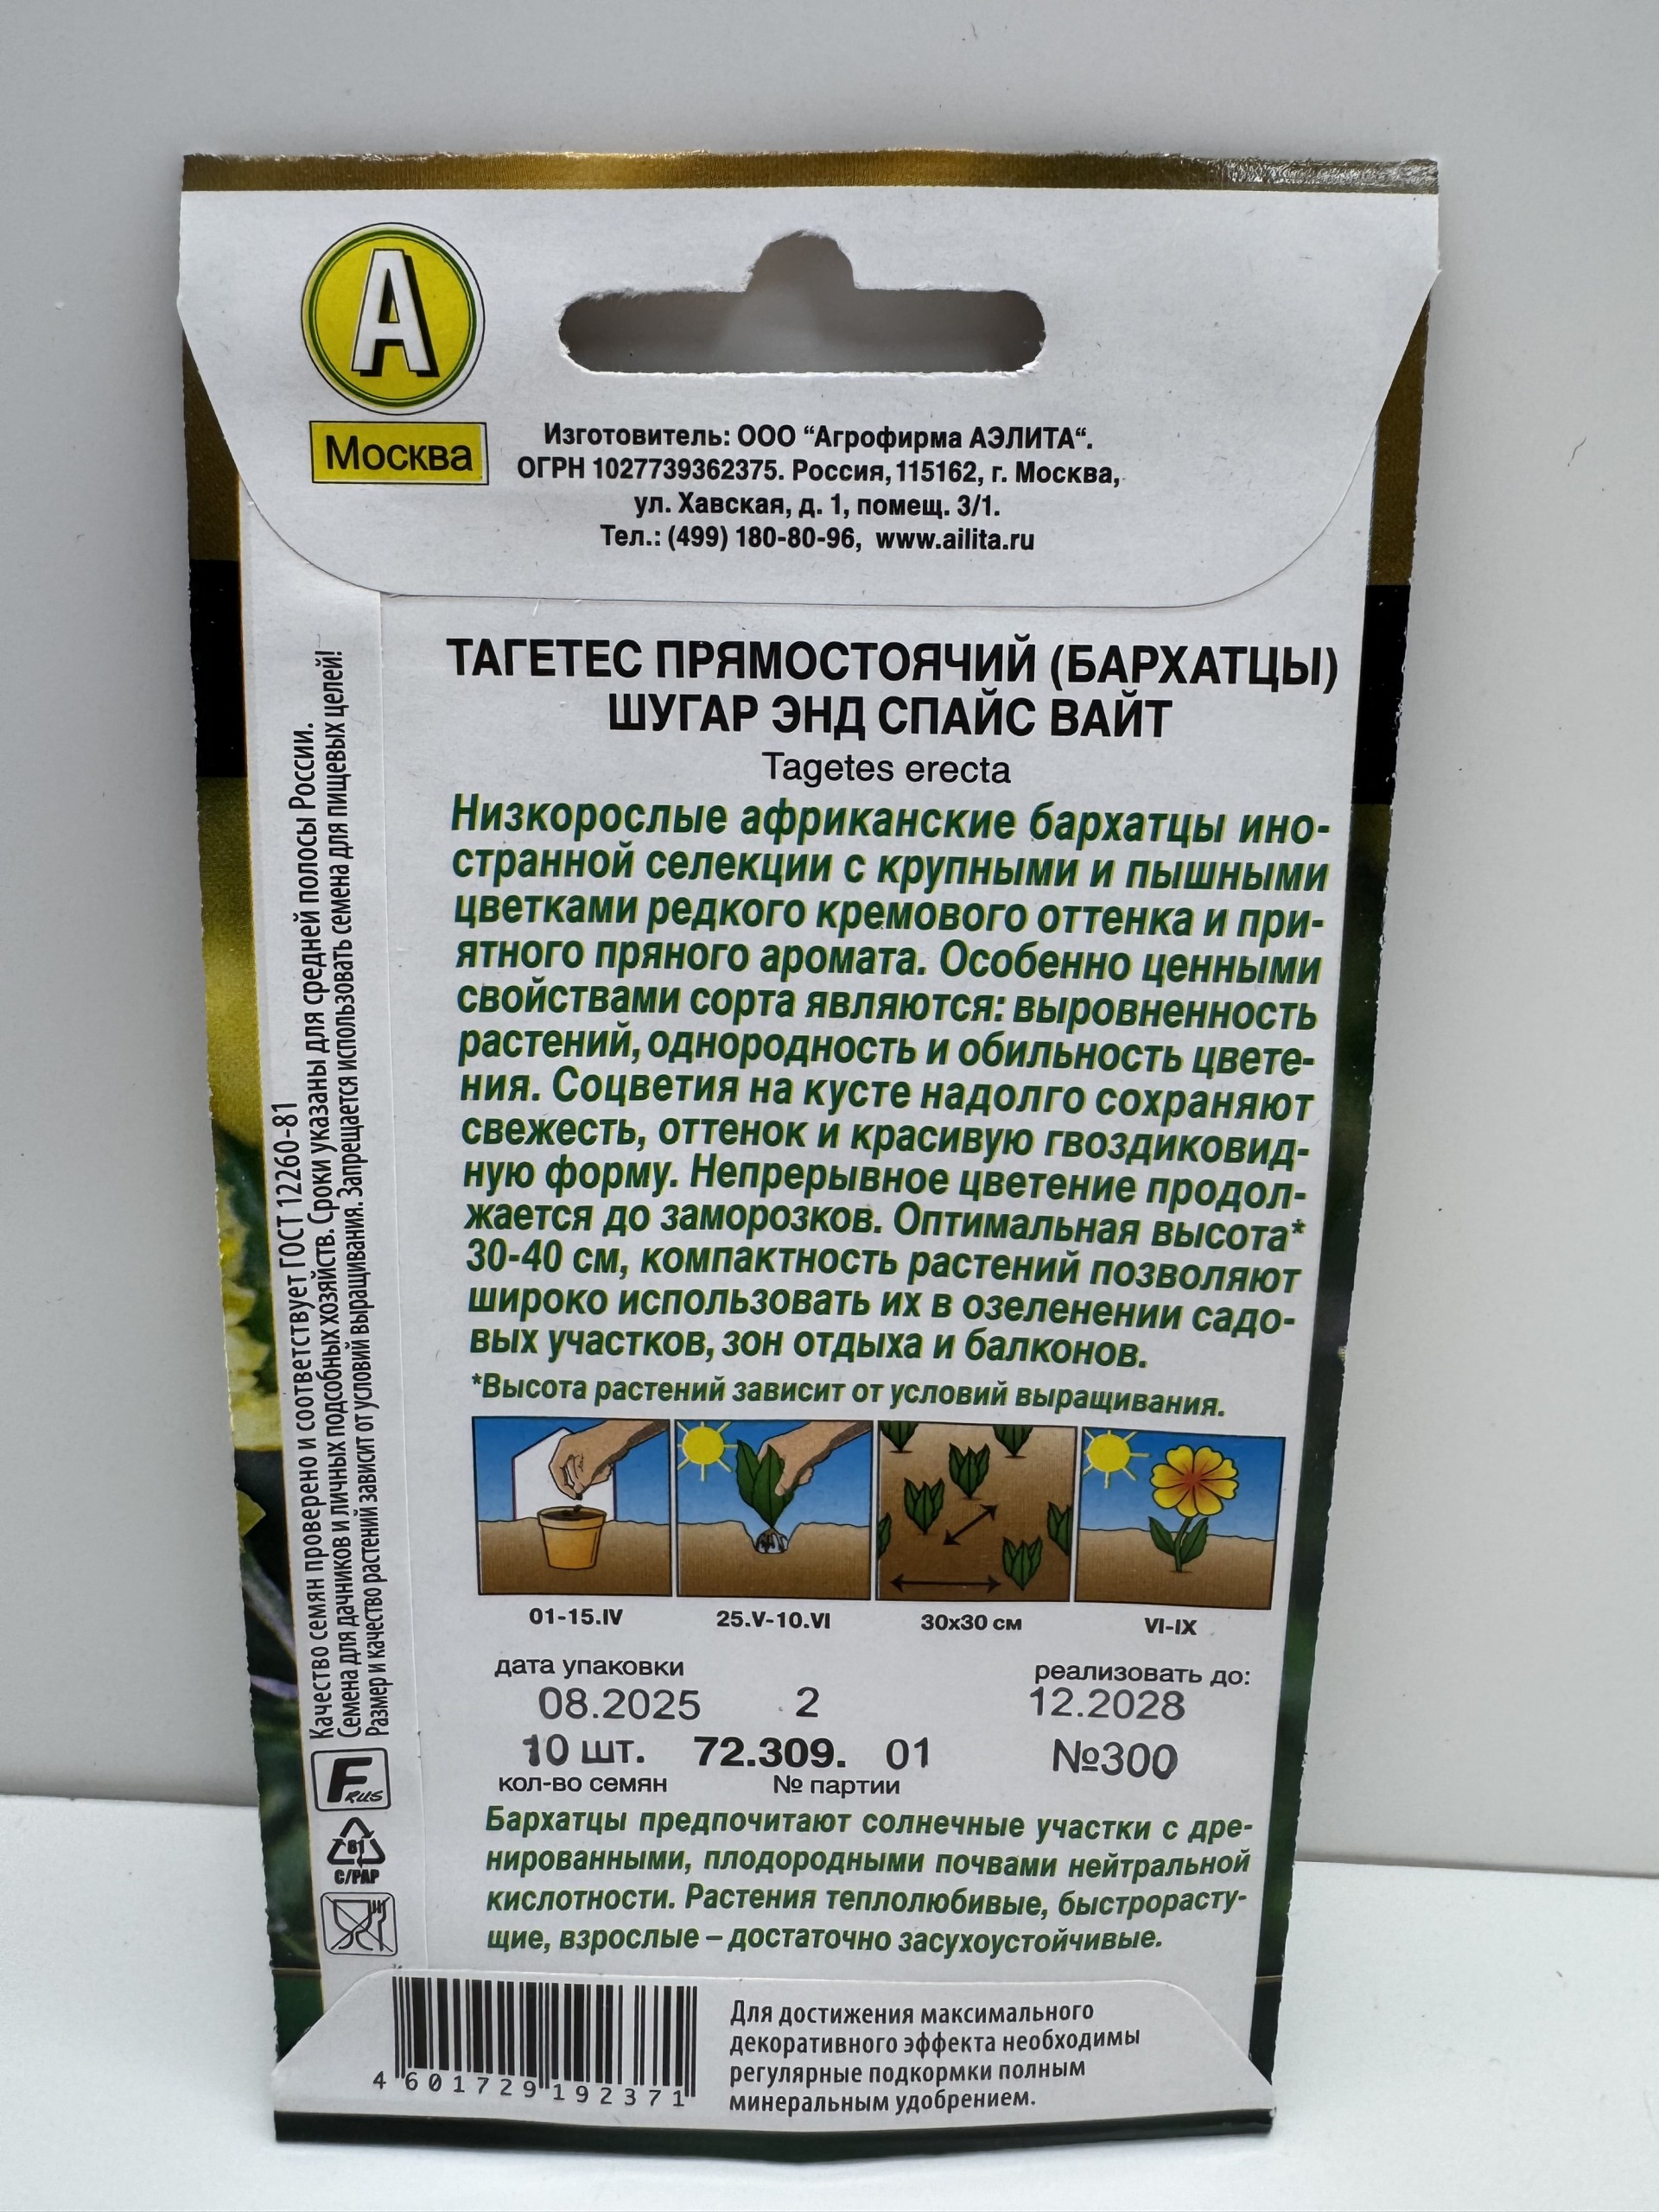 А
Москва
Изготовитель: ООО “Агрофирма АЭЛИТА“.
ОГРН 1027739362375. Россия, 115162, г. Москва,
ул. Хавская, д. 1, помещ. 3/1.
Тел.: (499) 180-80-96, www.ailita.ru
ТАГЕТЕС ПРЯМОСТОЯЧИЙ (БАРХАТЦЫ)
ШУГАР ЭНД СПАЙС ВАЙТ
Tagetes erecta
Низкорослые африканские бархатцы ино-
странной селекции с крупными и пышными
цветками редкого кремового оттенка и при-
ятного пряного аромата. Особенно ценными
свойствами сорта являются: выровненность
растений, однородность и обильность цвете-
ния. Соцветия на кусте надолго сохраняют
свежесть, оттенок и красивую гвоздиковид-
ную форму. Непрерывное цветение продол-
жается до заморозков. Оптимальная высота*
30-40 см, компактность растений позволяют
широко использовать их в озеленении садо-
вых участков, зон отдыха и балконов.
*Высота растений зависит от условий выращивания.
01-15.IV 25.V-10.VI 30x30 см VI-IX
дата упаковки реализовать до:
08.2025 2 12.2028
10 шт. 72.309. 01 №300
кол-во семян № партии
Бархатцы предпочитают солнечные участки с дре-
нированными, плодородными почвами нейтральной
кислотности. Растения теплолюбивые, быстрорасту-
щие, взрослые – достаточно засухоустойчивые.
Качество семян проверено и соответствует ГОСТ 12260-81
Семена для дачников и личных подсобных хозяйств. Сроки указаны для средней полосы России.
Размер и качество растений зависит от условий выращивания. Запрещается использовать семена для пищевых целей!
F RUS
81
C/PAP
4 601729 192371
Для достижения максимального
декоративного эффекта необходимы
регулярные подкормки полным
минеральным удобрением.